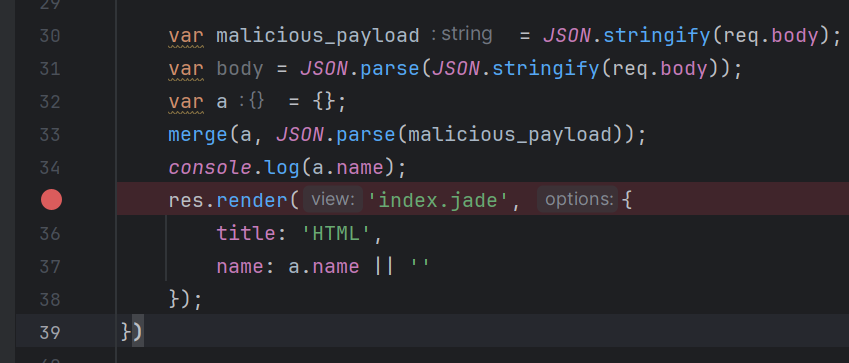 30 var malicious_payload : string = JSON.stringify(req.body);
31 var body = JSON.parse(JSON.stringify(req.body));
32 var a : {} = {};
33 merge(a, JSON.parse(malicious_payload));
34 console.log(a.name);
res.render( view: 'index.jade', options: {
36 title: 'HTML',
37 name: a.name || ''
38 });
39 })